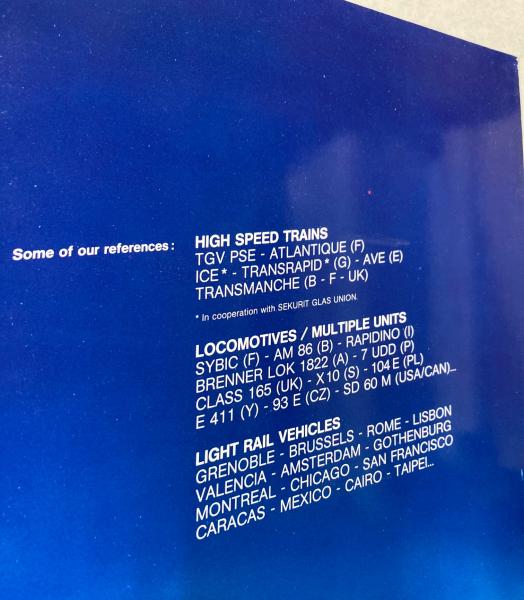 Some of our references :
HIGH SPEED TRAINS
TGV PSE - ATLANTIQUE (F)
ICE* - TRANSRAPID* (G) - AVE (E)
TRANSMANCHE (B - F - UK)
* In cooperation with SEKURIT GLAS UNION.
LOCOMOTIVES / MULTIPLE UNITS
SYBIC (F) - AM 86 (B) - RAPIDINO (I)
BRENNER LOK 1822 (A) - 7 UDD (P)
CLASS 165 (UK) - X10 (S) - 104 E (PL)
E 411 (Y) - 93 E (CZ) - SD 60 M (USA/CAN)...
LIGHT RAIL VEHICLES
GRENOBLE - BRUSSELS - ROME - LISBON
VALENCIA - AMSTERDAM - GOTHENBURG
MONTREAL - CHICAGO - SAN FRANCISCO
CARACAS - MEXICO - CAIRO - TAIPEI...